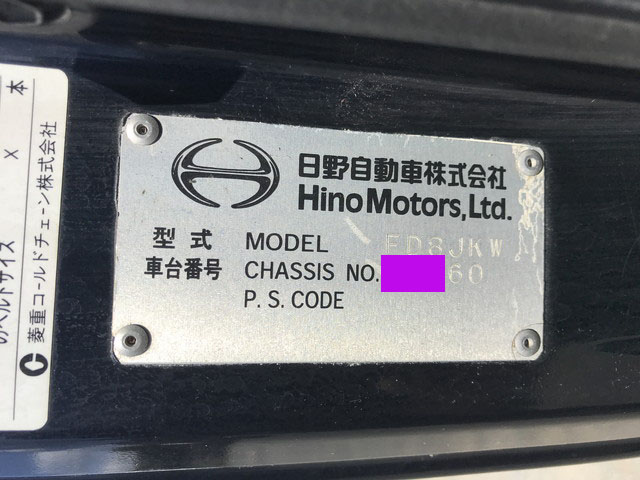 日野自動車株式会社
Hino Motors, Ltd.
型式 MODEL FD8JKW
車台番号 CHASSIS NO. 60
P. S. CODE
本
x
のベルトサイズ
菱重コールドチェーン株式会社